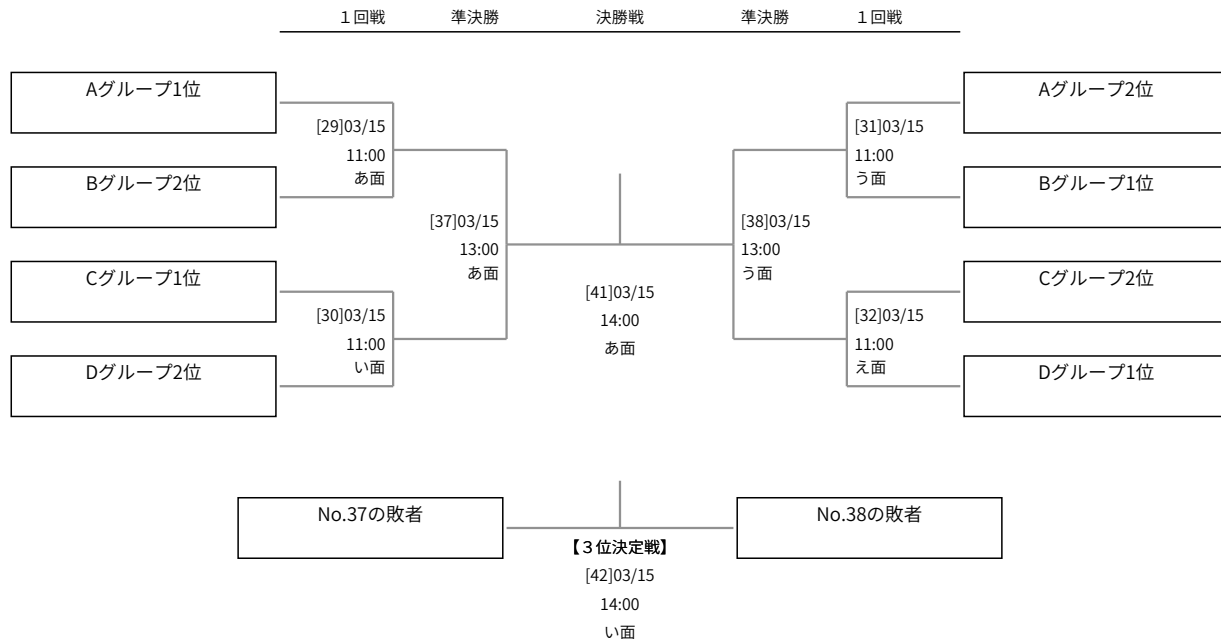 １回戦 準決勝 決勝戦 準決勝 １回戦
Aグループ1位
Bグループ2位
Cグループ1位
Dグループ2位
[29]03/15
11:00
あ面
[30]03/15
11:00
い面
[37]03/15
13:00
あ面
[41]03/15
14:00
あ面
[38]03/15
13:00
う面
[31]03/15
11:00
う面
[32]03/15
11:00
え面
Aグループ2位
Bグループ1位
Cグループ2位
Dグループ1位
No.37の敗者
No.38の敗者
【３位決定戦】
[42]03/15
14:00
い面